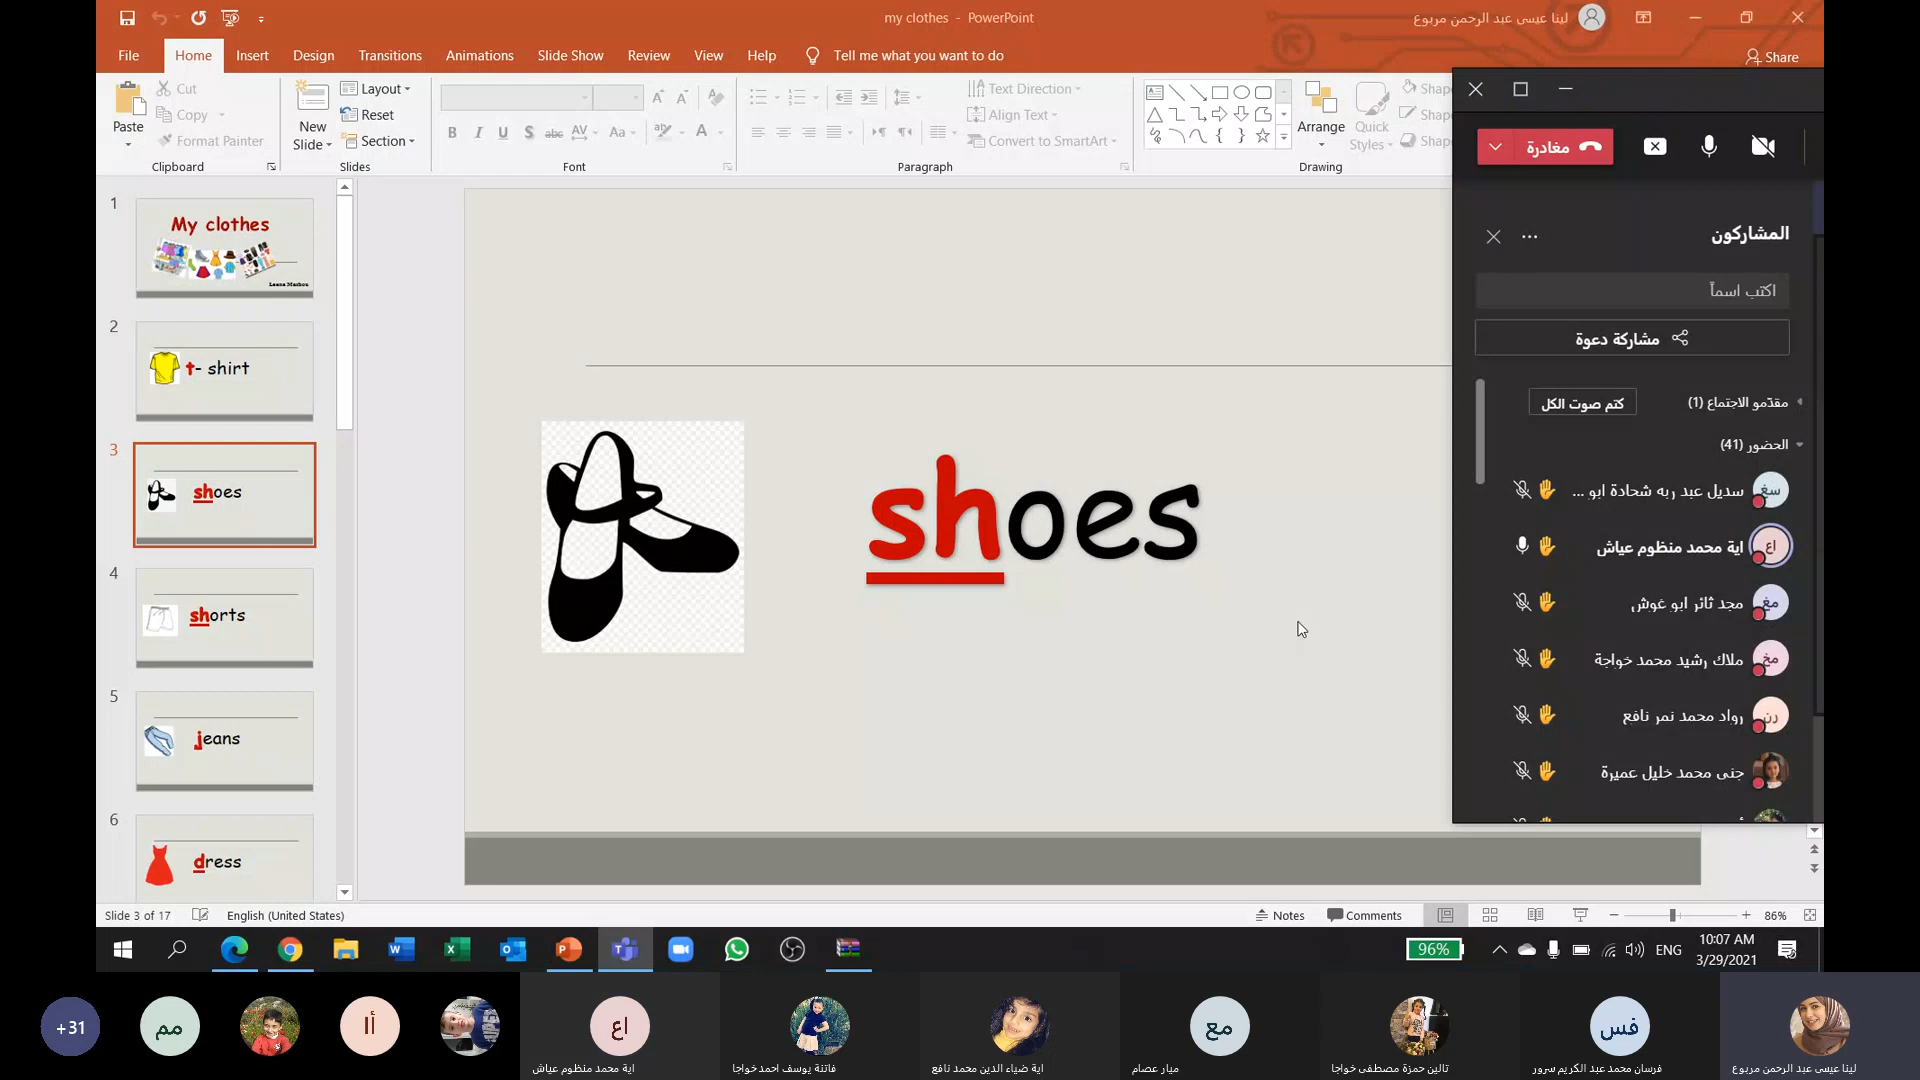 my clothes - PowerPoint
لينا عيسى عبد الرحمن مربوع
File Home Insert Design Transitions Animations Slide Show Review View Help Tell me what you want to do Share
Paste Cut Copy Format Painter Clipboard
New Slide Layout Reset Section Slides
Font
Text Direction Align Text Convert to SmartArt Paragraph
Arrange Quick Styles Drawing
مغادرة
المشاركون
اكتب اسماً
مشاركة دعوة
مقدّمو الاجتماع (1) كتم صوت الكل
الحضور (41)
سديل عبد ربه شحادة ابو ...
اية محمد منظوم عياش
مجد ثائر ابو غوش
ملاك رشيد محمد خواجة
رواد محمد نمر نافع
جنى محمد خليل عميرة
1 My clothes
2 t- shirt
3 shoes
4 shorts
5 jeans
6 dress
shoes
Slide 3 of 17 English (United States) Notes Comments 86%
96% ENG 10:07 AM
3/29/2021
+31 مم أا اع مع فس
اية محمد منظوم عياش
فاتنة يوسف احمد خواجا
اية ضياء الدين محمد نافع
ميار عصام
تالين حمزة مصطفى خواجا
فرسان محمد عبد الكريم سرور
لينا عيسى عبد الرحمن مربوع